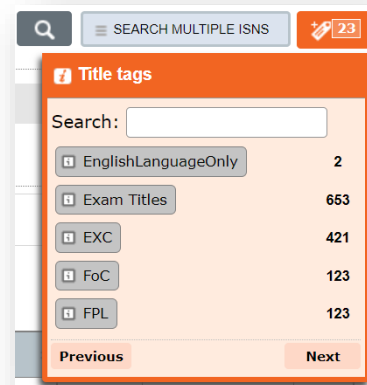 SEARCH MULTIPLE ISNS
23
Title tags
Search:
EnglishLanguageOnly 2
Exam Titles 653
EXC 421
FoC 123
FPL 123
Previous Next